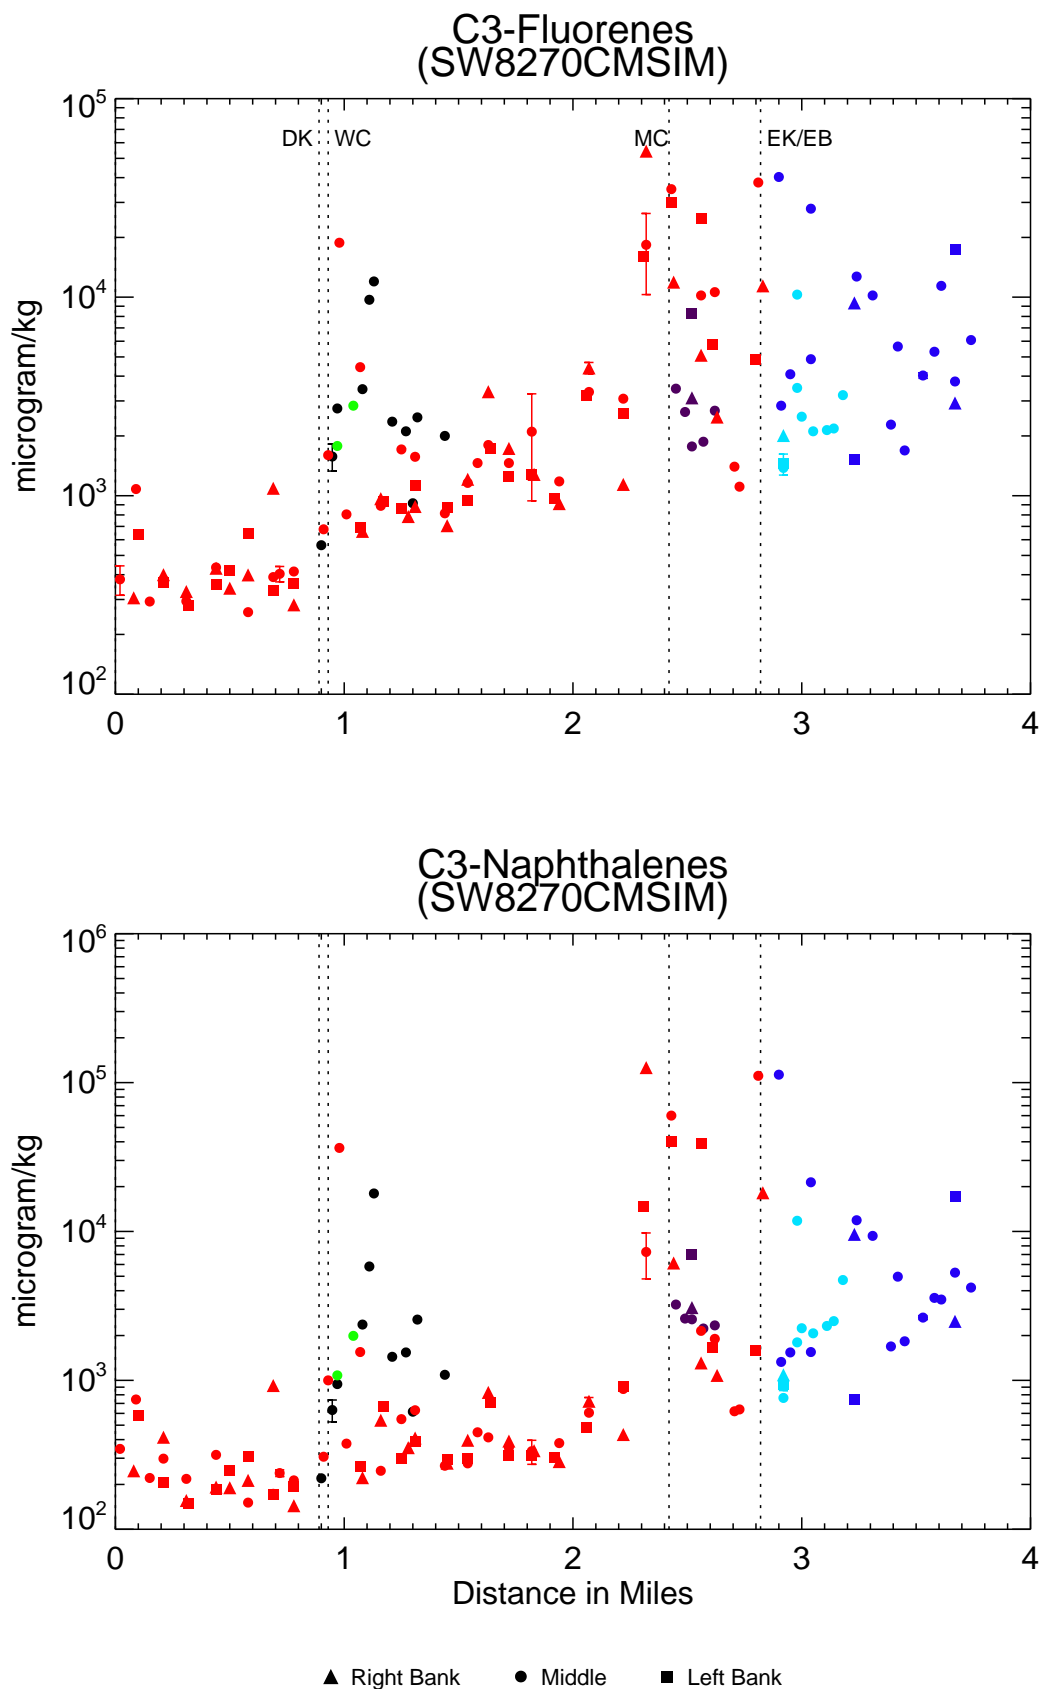 C3-Fluorenes
(SW8270CMSIM)
10^5
DK WC MC EK/EB
10^4
microgram/kg
10^3
10^2
0 1 2 3 4
C3-Naphthalenes
(SW8270CMSIM)
10^6
10^5
microgram/kg
10^4
10^3
10^2
0 1 2 3 4
Distance in Miles
Right Bank Middle Left Bank